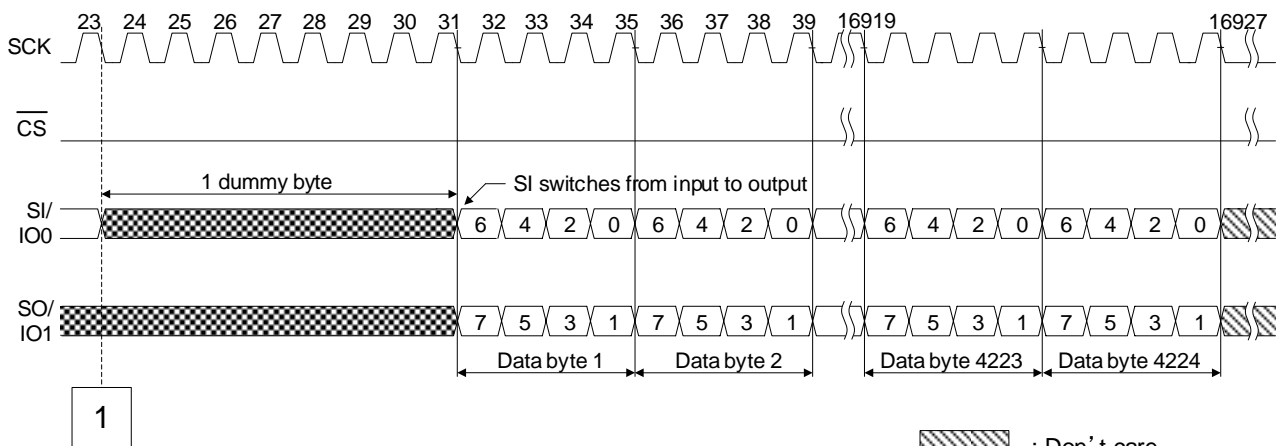 23 24 25 26 27 28 29 30 31 32 33 34 35 36 37 38 39 16919 16927
SCK
CS
1 dummy byte
SI switches from input to output
SI/
IO0
6 4 2 0 6 4 2 0 6 4 2 0 6 4 2 0
SO/
IO1
7 5 3 1 7 5 3 1 7 5 3 1 7 5 3 1
Data byte 1 Data byte 2 Data byte 4223 Data byte 4224
1
: Don't care